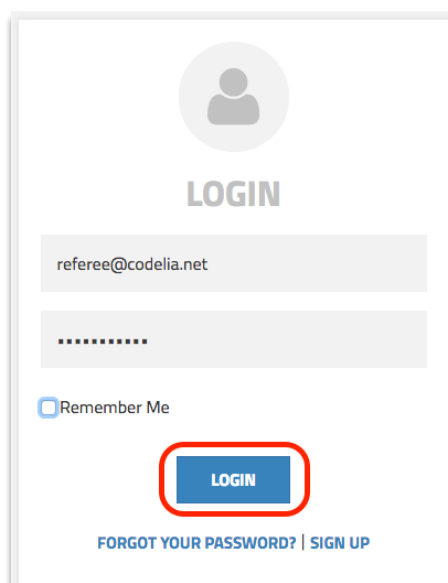 LOGIN
referee@codelia.net
•••••••••••
Remember Me
LOGIN
FORGOT YOUR PASSWORD? | SIGN UP